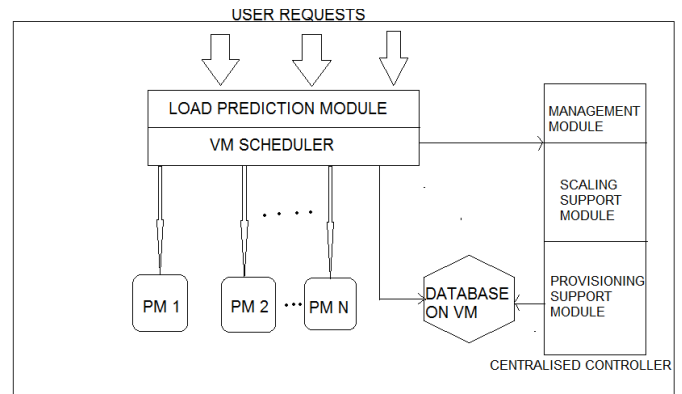 USER REQUESTS
LOAD PREDICTION MODULE
VM SCHEDULER
MANAGEMENT
MODULE
SCALING
SUPPORT
MODULE
PROVISIONING
SUPPORT
MODULE
PM 1
PM 2
PM N
DATABASE
ON VM
CENTRALISED CONTROLLER